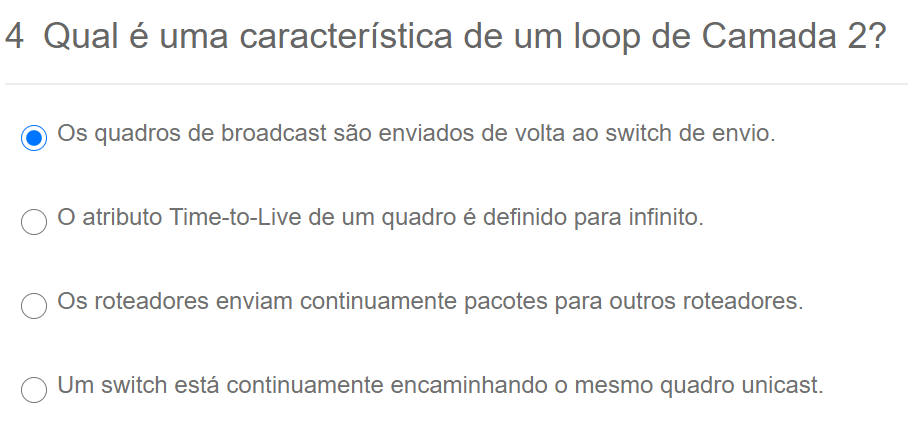 4 Qual é uma característica de um loop de Camada 2?
Os quadros de broadcast são enviados de volta ao switch de envio.
O atributo Time-to-Live de um quadro é definido para infinito.
Os roteadores enviam continuamente pacotes para outros roteadores.
Um switch está continuamente encaminhando o mesmo quadro unicast.